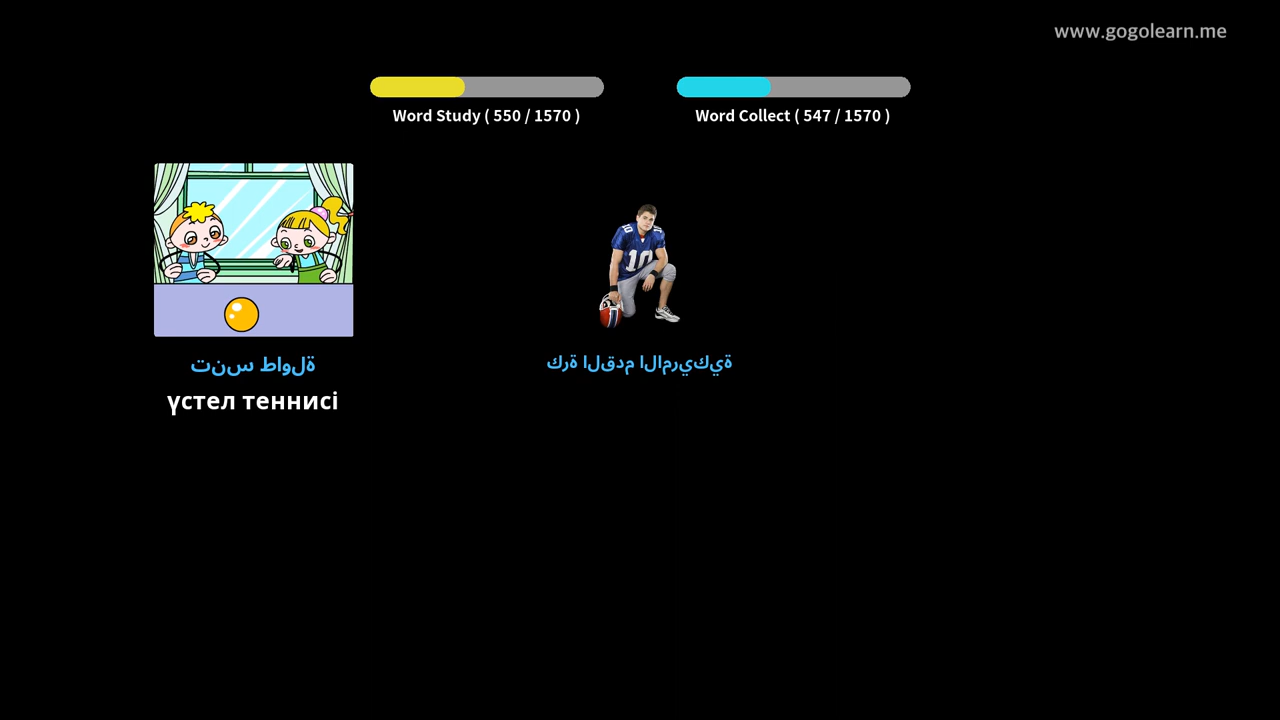 www.gogolearn.me
Word Study ( 550 / 1570 )
Word Collect ( 547 / 1570 )
تنس طاولة
үстел теннисі
كرة القدم الامريكية